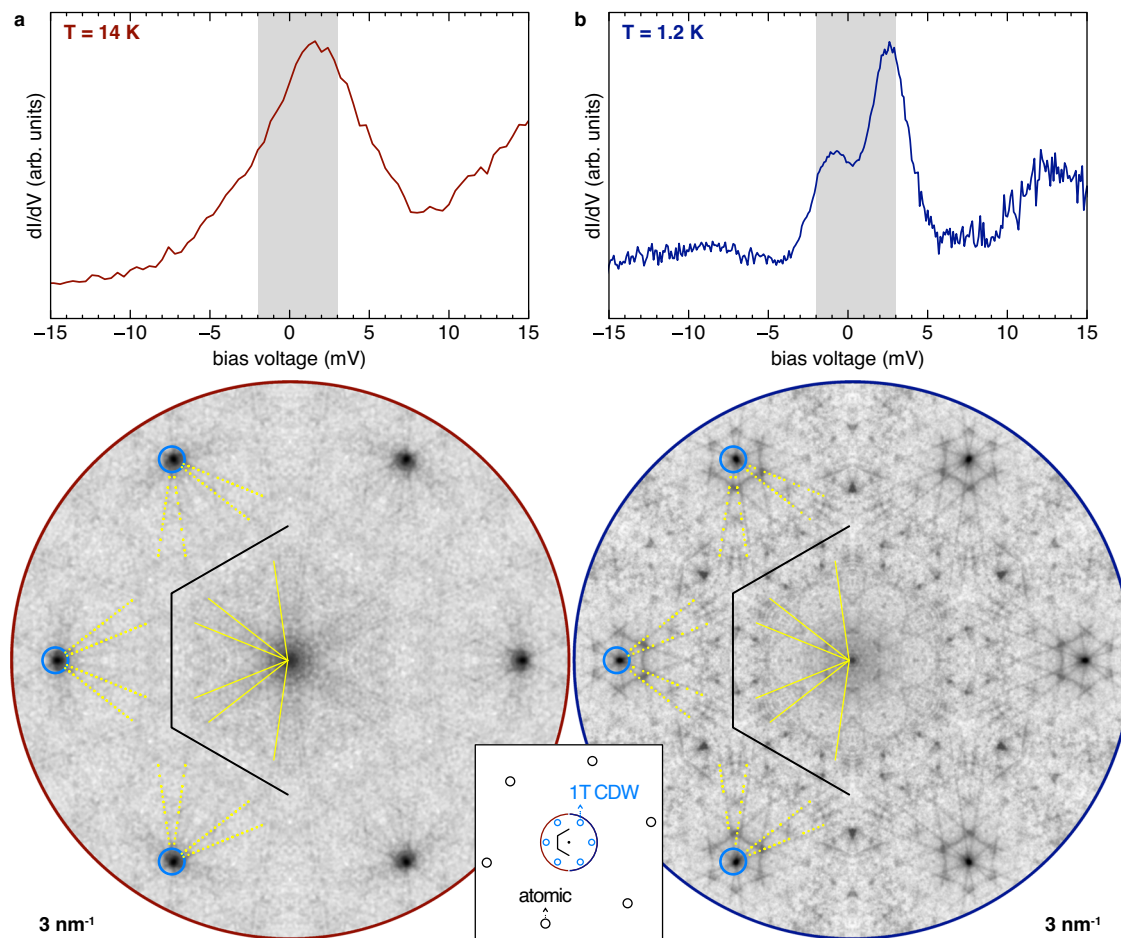 a
T = 14 K
dI/dV (arb. units)
−15 −10 −5 0 5 10 15
bias voltage (mV)
b
T = 1.2 K
dI/dV (arb. units)
−15 −10 −5 0 5 10 15
bias voltage (mV)
1T CDW
atomic
3 nm⁻¹
3 nm⁻¹